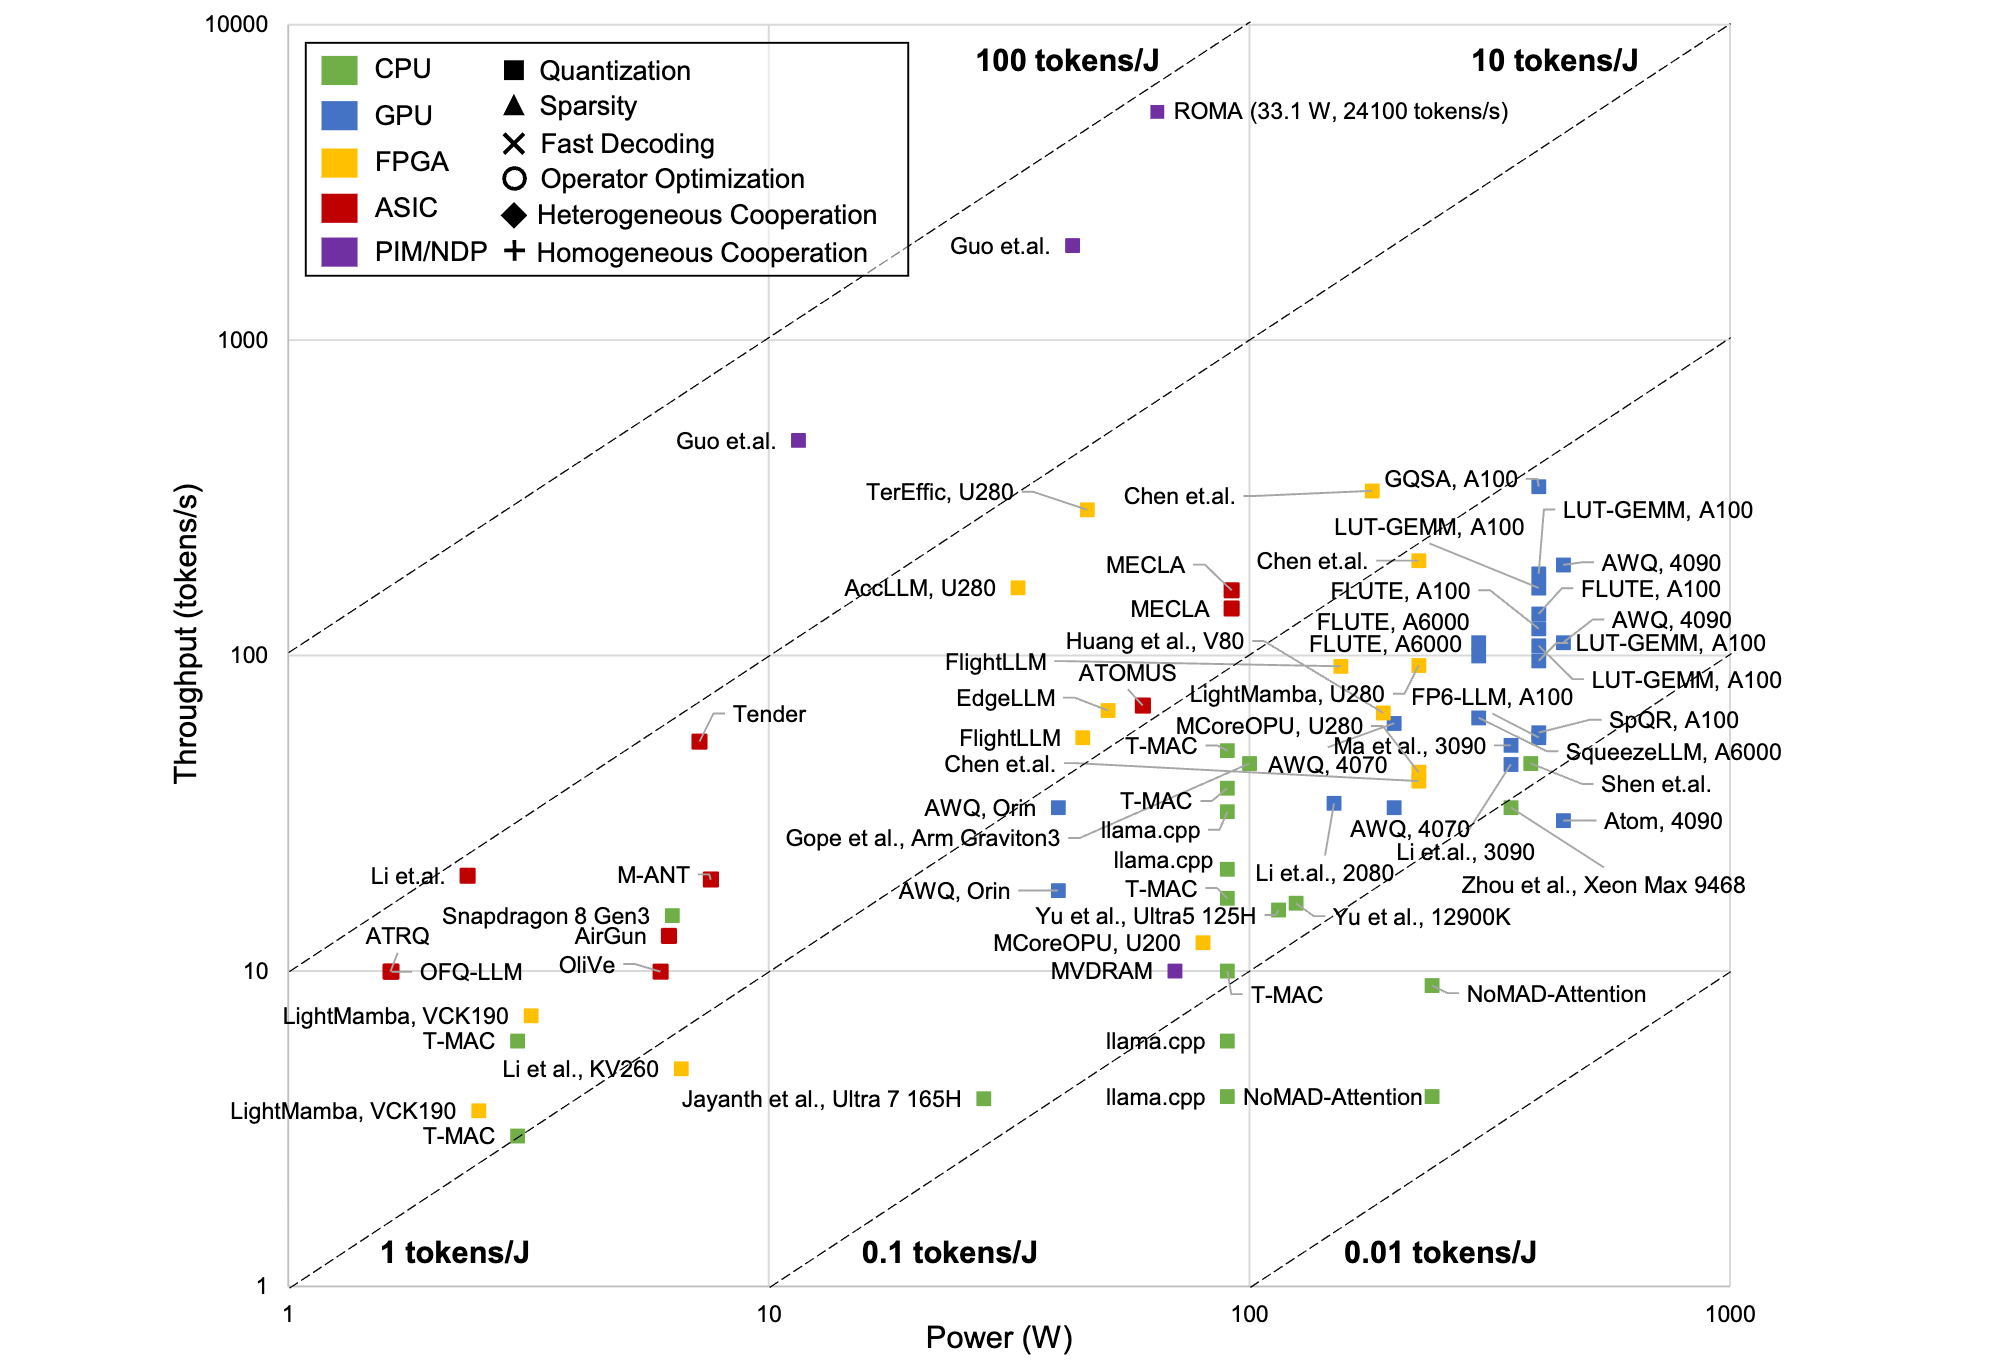 10000
1000
100
10
1
Throughput (tokens/s)
CPU
GPU
FPGA
ASIC
PIM/NDP
Quantization
Sparsity
Fast Decoding
Operator Optimization
Heterogeneous Cooperation
Homogeneous Cooperation
100 tokens/J
10 tokens/J
ROMA (33.1 W, 24100 tokens/s)
Guo et.al.
Guo et.al.
TerEffic, U280
Chen et.al.
GQSA, A100
LUT-GEMM, A100
LUT-GEMM, A100
Chen et.al.
AWQ, 4090
MECLA
AccLLM, U280
FLUTE, A100
FLUTE, A100
MECLA
FLUTE, A6000
AWQ, 4090
Huang et al., V80
FLUTE, A6000
LUT-GEMM, A100
FlightLLM
ATOMUS
LUT-GEMM, A100
EdgeLLM
LightMamba, U280
FP6-LLM, A100
Tender
MCoreOPU, U280
SpQR, A100
FlightLLM
T-MAC
Ma et al., 3090
SqueezeLLM, A6000
Chen et.al.
AWQ, 4070
Shen et.al.
AWQ, Orin
T-MAC
Gope et al., Arm Graviton3
llama.cpp
AWQ, 4070
Atom, 4090
Li et.al., 3090
llama.cpp
Li et.al., 2080
Li et.al.
M-ANT
AWQ, Orin
T-MAC
Zhou et al., Xeon Max 9468
Snapdragon 8 Gen3
Yu et al., Ultra5 125H
Yu et al., 12900K
ATRQ
AirGun
MCoreOPU, U200
OFQ-LLM
OliVe
MVDRAM
T-MAC
NoMAD-Attention
LightMamba, VCK190
T-MAC
llama.cpp
Li et al., KV260
Jayanth et al., Ultra 7 165H
llama.cpp
NoMAD-Attention
LightMamba, VCK190
T-MAC
1 tokens/J
0.1 tokens/J
0.01 tokens/J
1
10
100
1000
Power (W)